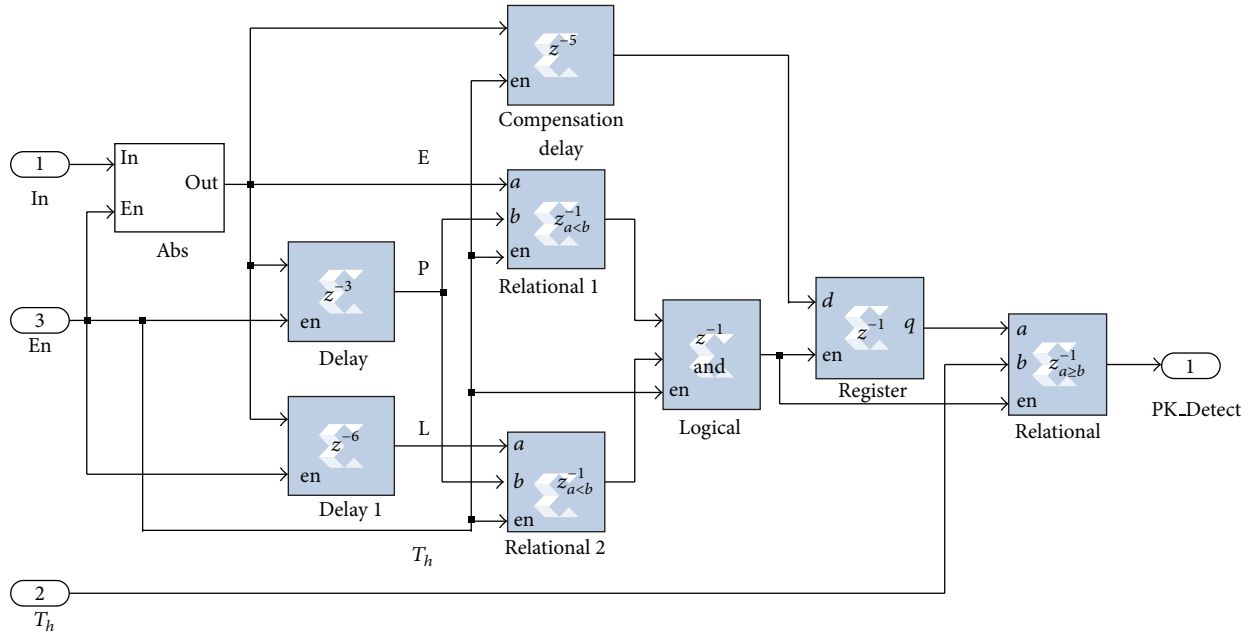 z⁻⁵
en
Compensation
delay
1
In
In
En
Out
Abs
E
a
b
en
z⁻¹
a<b
Relational 1
P
z⁻³
en
Delay
3
En
z⁻¹
and
en
Logical
d
en
z⁻¹
q
Register
a
b
en
z⁻¹
a≥b
Relational
1
PK_Detect
z⁻⁶
en
Delay 1
L
a
b
en
z⁻¹
a<b
Relational 2
Tₕ
2
Tₕ